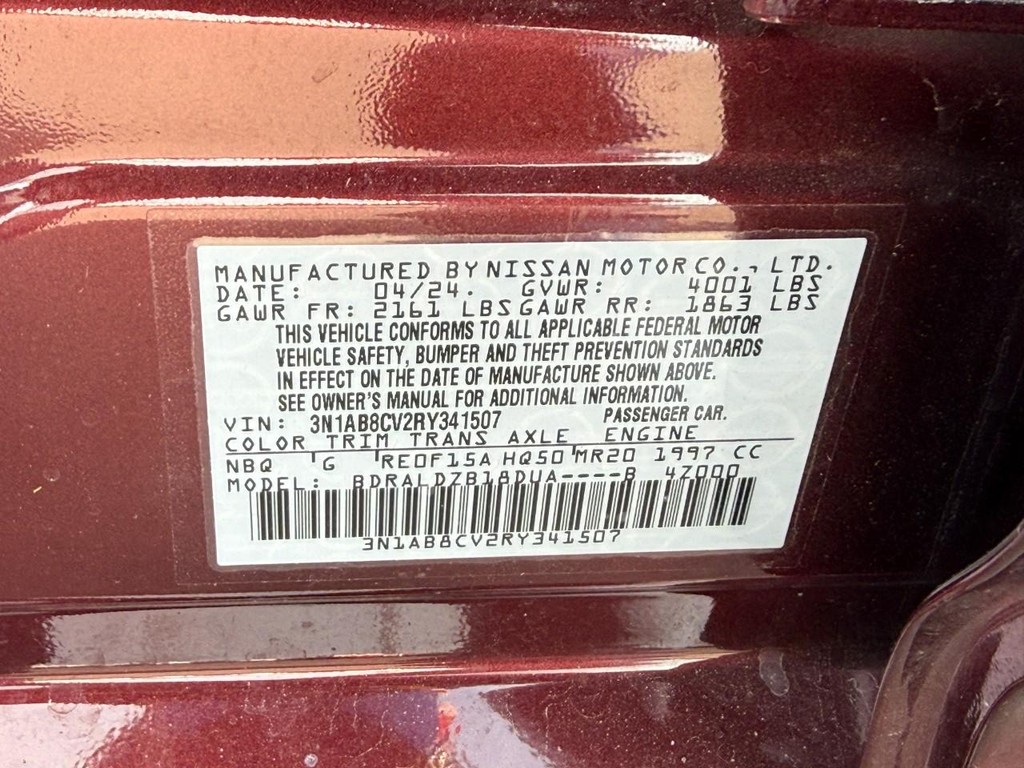 MANUFACTURED BY NISSAN MOTOR CO., LTD.
DATE: 04/24. GVWR: 4001 LBS
GAWR FR: 2161 LBS GAWR RR: 1863 LBS
THIS VEHICLE CONFORMS TO ALL APPLICABLE FEDERAL MOTOR
VEHICLE SAFETY, BUMPER AND THEFT PREVENTION STANDARDS
IN EFFECT ON THE DATE OF MANUFACTURE SHOWN ABOVE.
SEE OWNER'S MANUAL FOR ADDITIONAL INFORMATION.
VIN: 3N1AB8CV2RY341507 PASSENGER CAR.
COLOR TRIM TRANS AXLE ENGINE
NBQ G RE0F15A HQ50 MR20 1997 CC
MODEL: BDRALDZB18DUA----B 4Z000
3N1AB8CV2RY341507